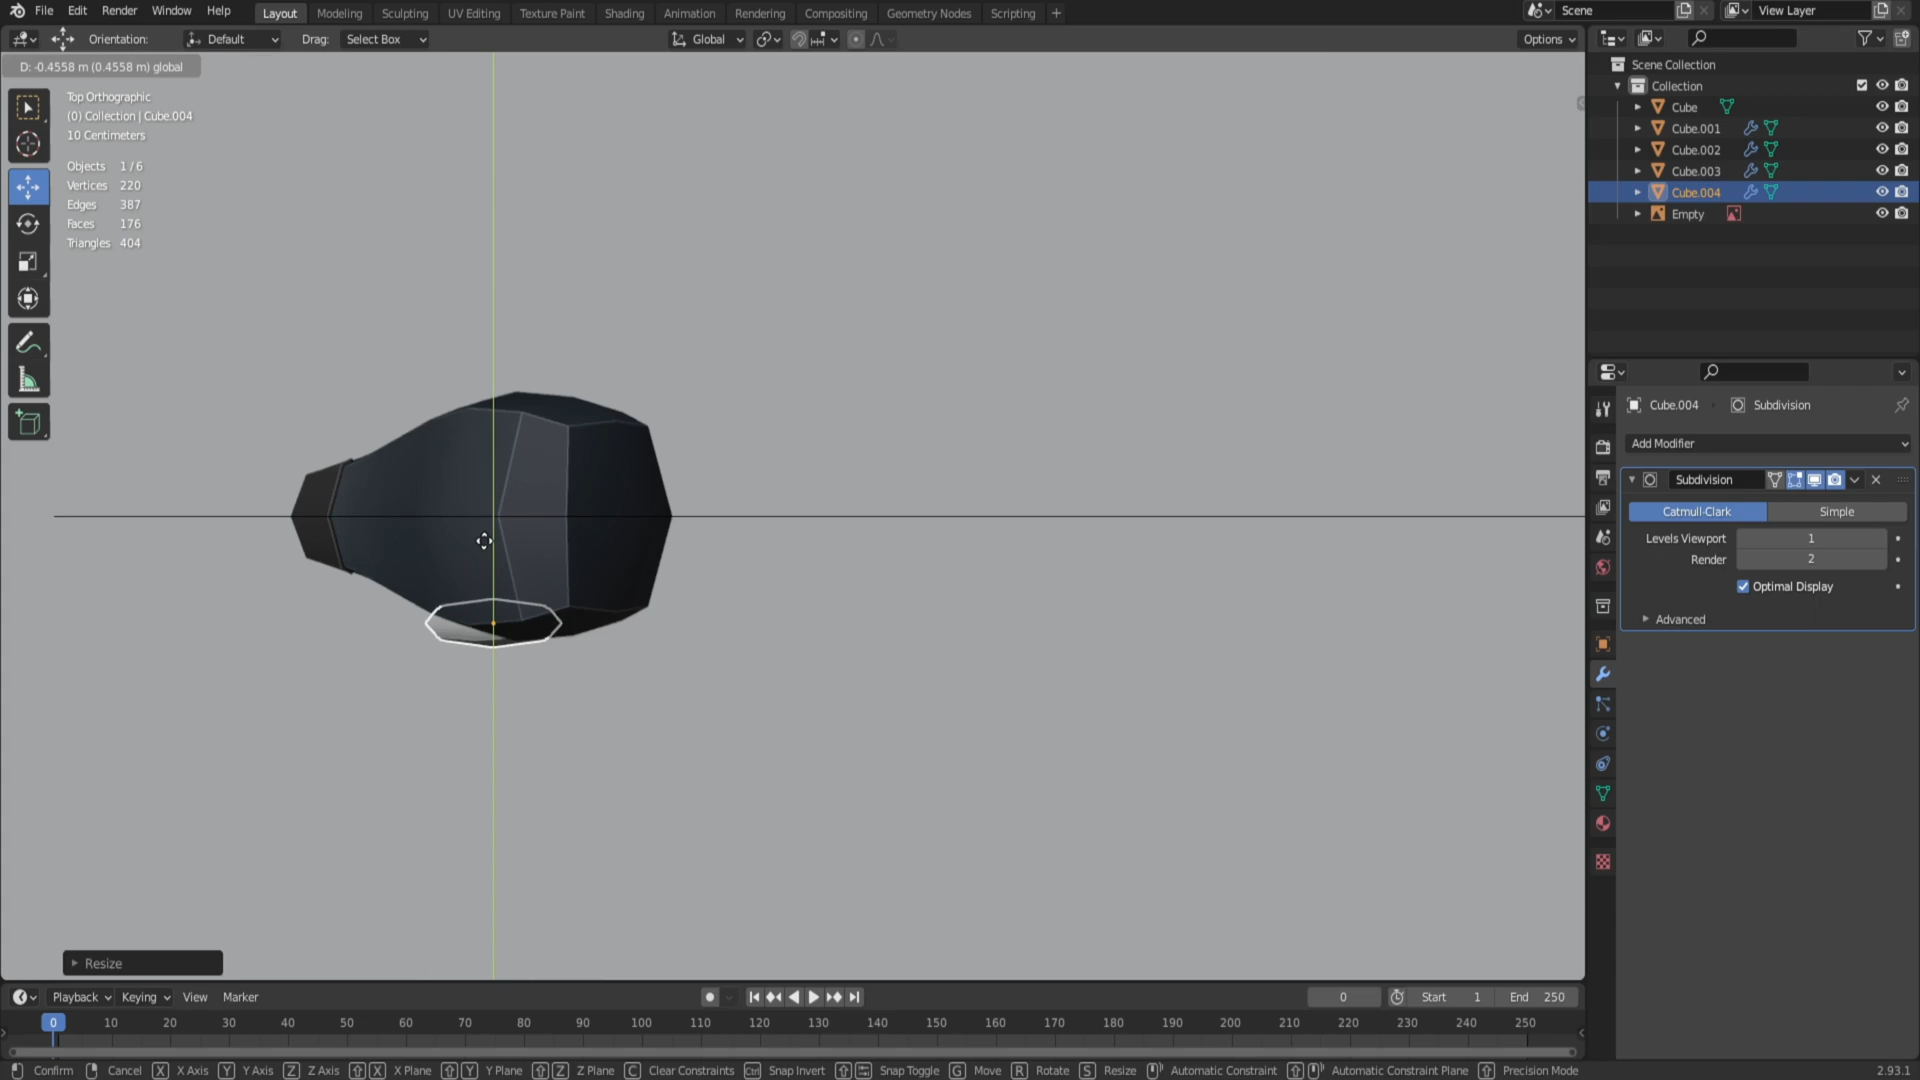 File Edit Render Window Help
Layout Modeling Sculpting UV Editing Texture Paint Shading Animation Rendering Compositing Geometry Nodes Scripting +
Scene
View Layer
Orientation: Default Drag: Select Box
Global
Options
D: -0.4558 m (0.4558 m) global
Top Orthographic
(0) Collection | Cube.004
10 Centimeters
Objects 1/6
Vertices 220
Edges 387
Faces 176
Triangles 404
Resize
Scene Collection
Collection
Cube
Cube.001
Cube.002
Cube.003
Cube.004
Empty
Cube.004
Subdivision
Add Modifier
Subdivision
Catmull-Clark Simple
Levels Viewport 1
Render 2
Optimal Display
Advanced
Playback Keying View Marker
0
Start 1 End 250
0 10 20 30 40 50 60 70 80 90 100 110 120 130 140 150 160 170 180 190 200 210 220 230 240 250
Confirm Cancel X X Axis Y Y Axis Z Z Axis X X Plane Y Y Plane Z Z Plane C Clear Constraints Ctrl Snap Invert Snap Toggle G Move R Rotate S Resize Automatic Constraint Automatic Constraint Plane Precision Mode
2.93.1